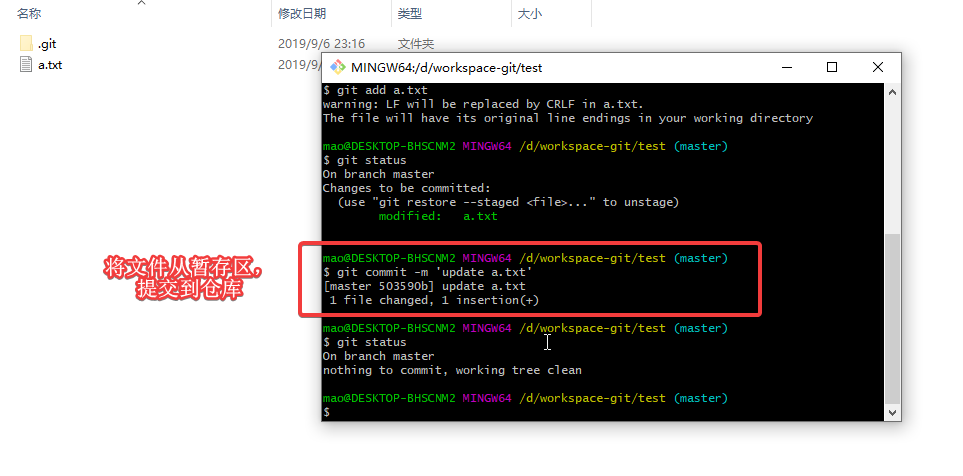 名称 修改日期 类型 大小
.git 2019/9/6 23:16 文件夹
a.txt 2019/9/
MINGW64:/d/workspace-git/test
$ git add a.txt
warning: LF will be replaced by CRLF in a.txt.
The file will have its original line endings in your working directory
mao@DESKTOP-BHSCNM2 MINGW64 /d/workspace-git/test (master)
$ git status
On branch master
Changes to be committed:
(use "git restore --staged <file>..." to unstage)
modified: a.txt
将文件从暂存区，
提交到仓库
mao@DESKTOP-BHSCNM2 MINGW64 /d/workspace-git/test (master)
$ git commit -m 'update a.txt'
[master 503590b] update a.txt
1 file changed, 1 insertion(+)
mao@DESKTOP-BHSCNM2 MINGW64 /d/workspace-git/test (master)
$ git status
On branch master
nothing to commit, working tree clean
mao@DESKTOP-BHSCNM2 MINGW64 /d/workspace-git/test (master)
$